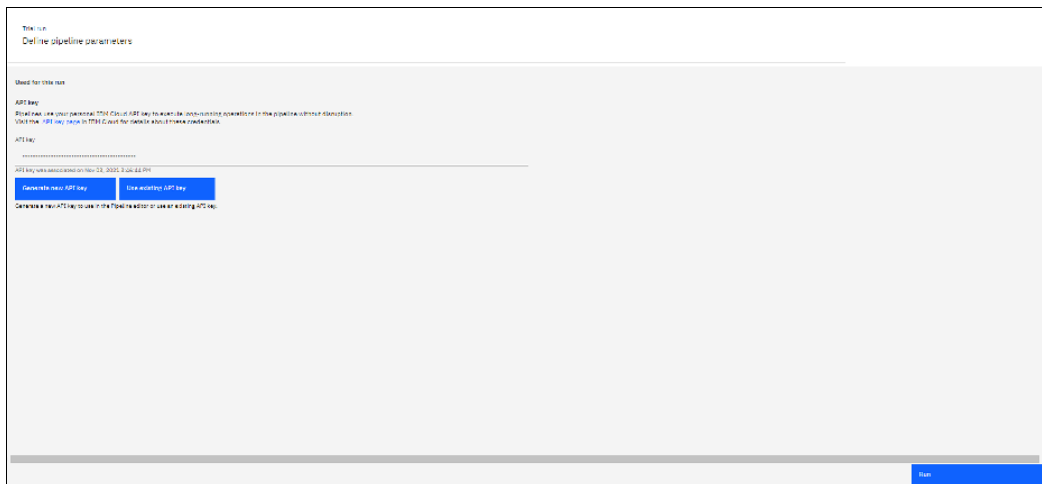 Trial run
Define pipeline parameters
Used for this run
API key
Pipelines use your personal IBM Cloud API key to execute long-running operations in the pipeline without disruption.
Visit the API key page in IBM Cloud for details about these credentials.
API key
API key was associated on Nov 23, 2021 3:46:44 PM
Generate new API key
Use existing API key
Generate a new API key to use in the Pipeline editor or use an existing API key.
Run